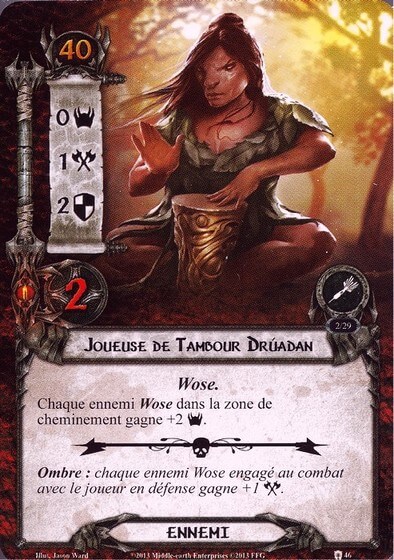 40
0
1
2
2
2/29
Joueuse de Tambour Drúadan
Wose.
Chaque ennemi Wose dans la zone de
cheminement gagne +2 .
Ombre : chaque ennemi Wose engagé au combat
avec le joueur en défense gagne +1 .
ENNEMI
Illus. Jason Ward ©2013 Middle-earth Enterprises ©2013 FFG 46